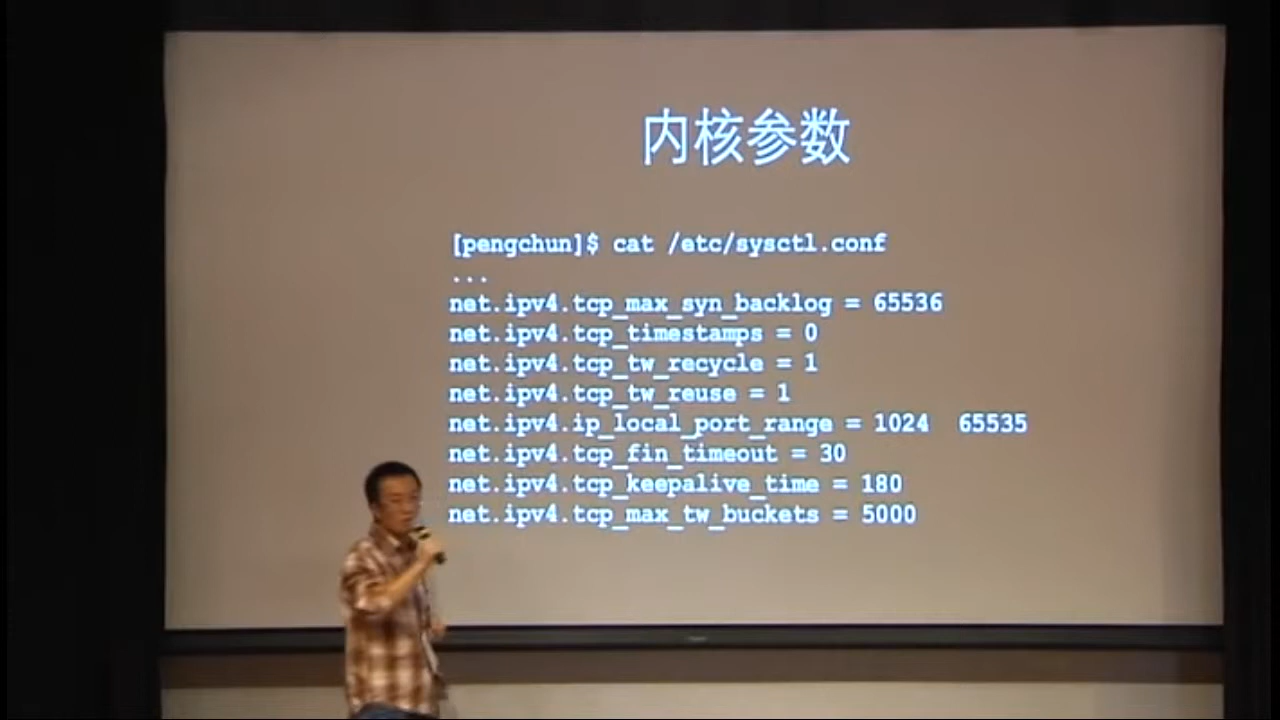 内核参数
[pengchun]$ cat /etc/sysctl.conf
...
net.ipv4.tcp_max_syn_backlog = 65536
net.ipv4.tcp_timestamps = 0
net.ipv4.tcp_tw_recycle = 1
net.ipv4.tcp_tw_reuse = 1
net.ipv4.ip_local_port_range = 1024  65535
net.ipv4.tcp_fin_timeout = 30
net.ipv4.tcp_keepalive_time = 180
net.ipv4.tcp_max_tw_buckets = 5000